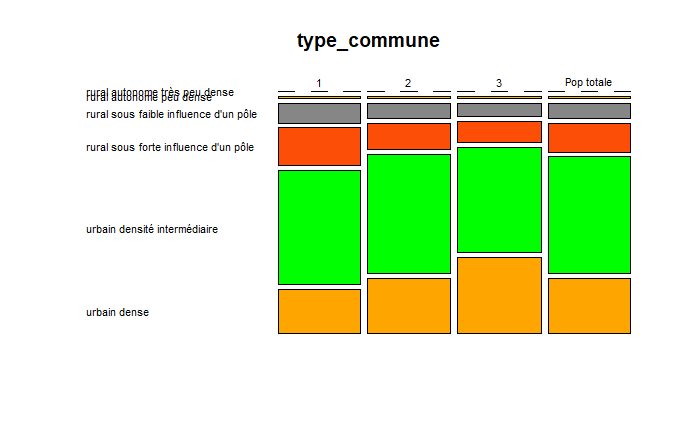 type_commune
1 2 3 Pop totale
rural autonome très peu dense
rural autonome peu dense
rural sous faible influence d'un pôle
rural sous forte influence d'un pôle
urbain densité intermédiaire
urbain dense